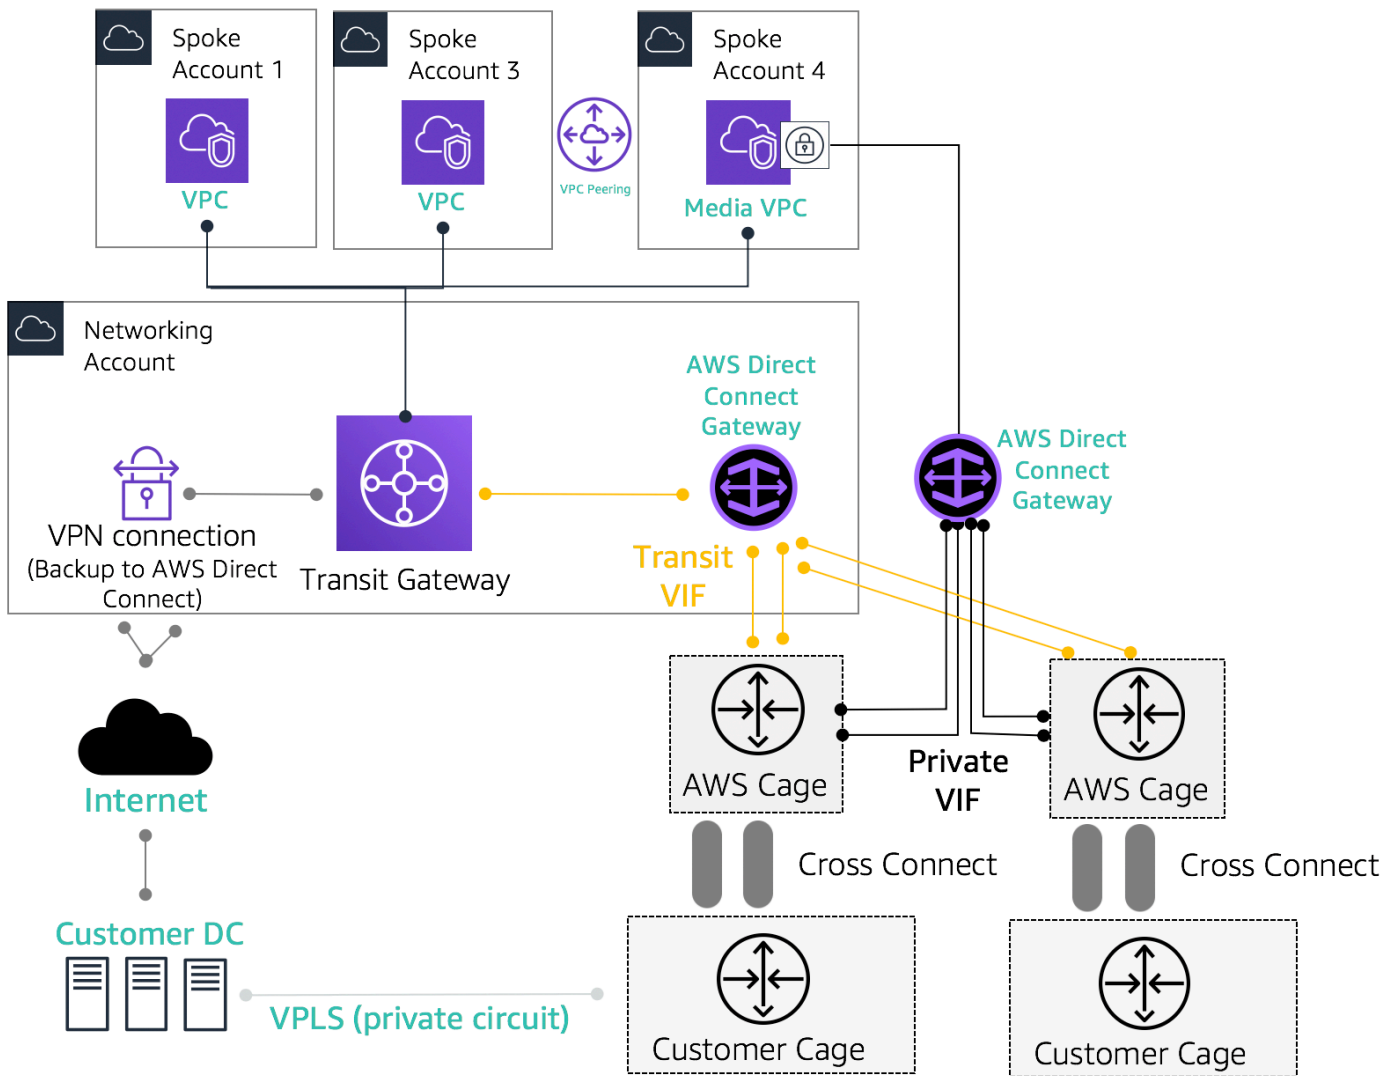 Spoke
Account 1
VPC
Spoke
Account 3
VPC
VPC Peering
Spoke
Account 4
Media VPC
Networking
Account
AWS Direct
Connect
Gateway
AWS Direct
Connect
Gateway
VPN connection
(Backup to AWS Direct
Connect)
Transit Gateway
Transit
VIF
Internet
AWS Cage
Private
VIF
AWS Cage
Cross Connect
Cross Connect
Customer DC
VPLS (private circuit)
Customer Cage
Customer Cage